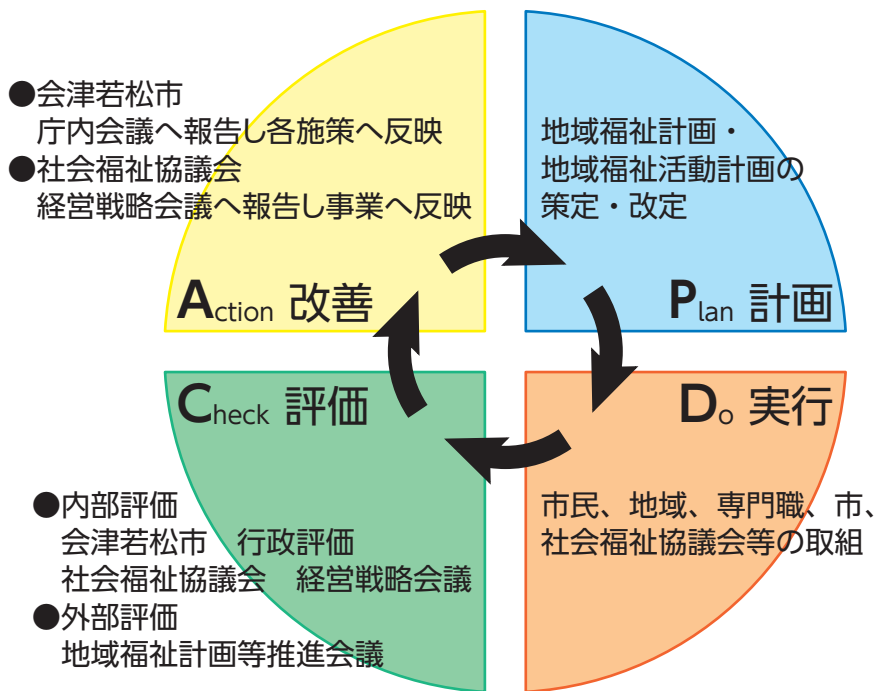 ●会津若松市
庁内会議へ報告し各施策へ反映
●社会福祉協議会
経営戦略会議へ報告し事業へ反映
Action 改善
地域福祉計画・
地域福祉活動計画の
策定・改定
Plan 計画
Do 実行
市民、地域、専門職、市、
社会福祉協議会等の取組
Check 評価
●内部評価
会津若松市　行政評価
社会福祉協議会　経営戦略会議
●外部評価
地域福祉計画等推進会議